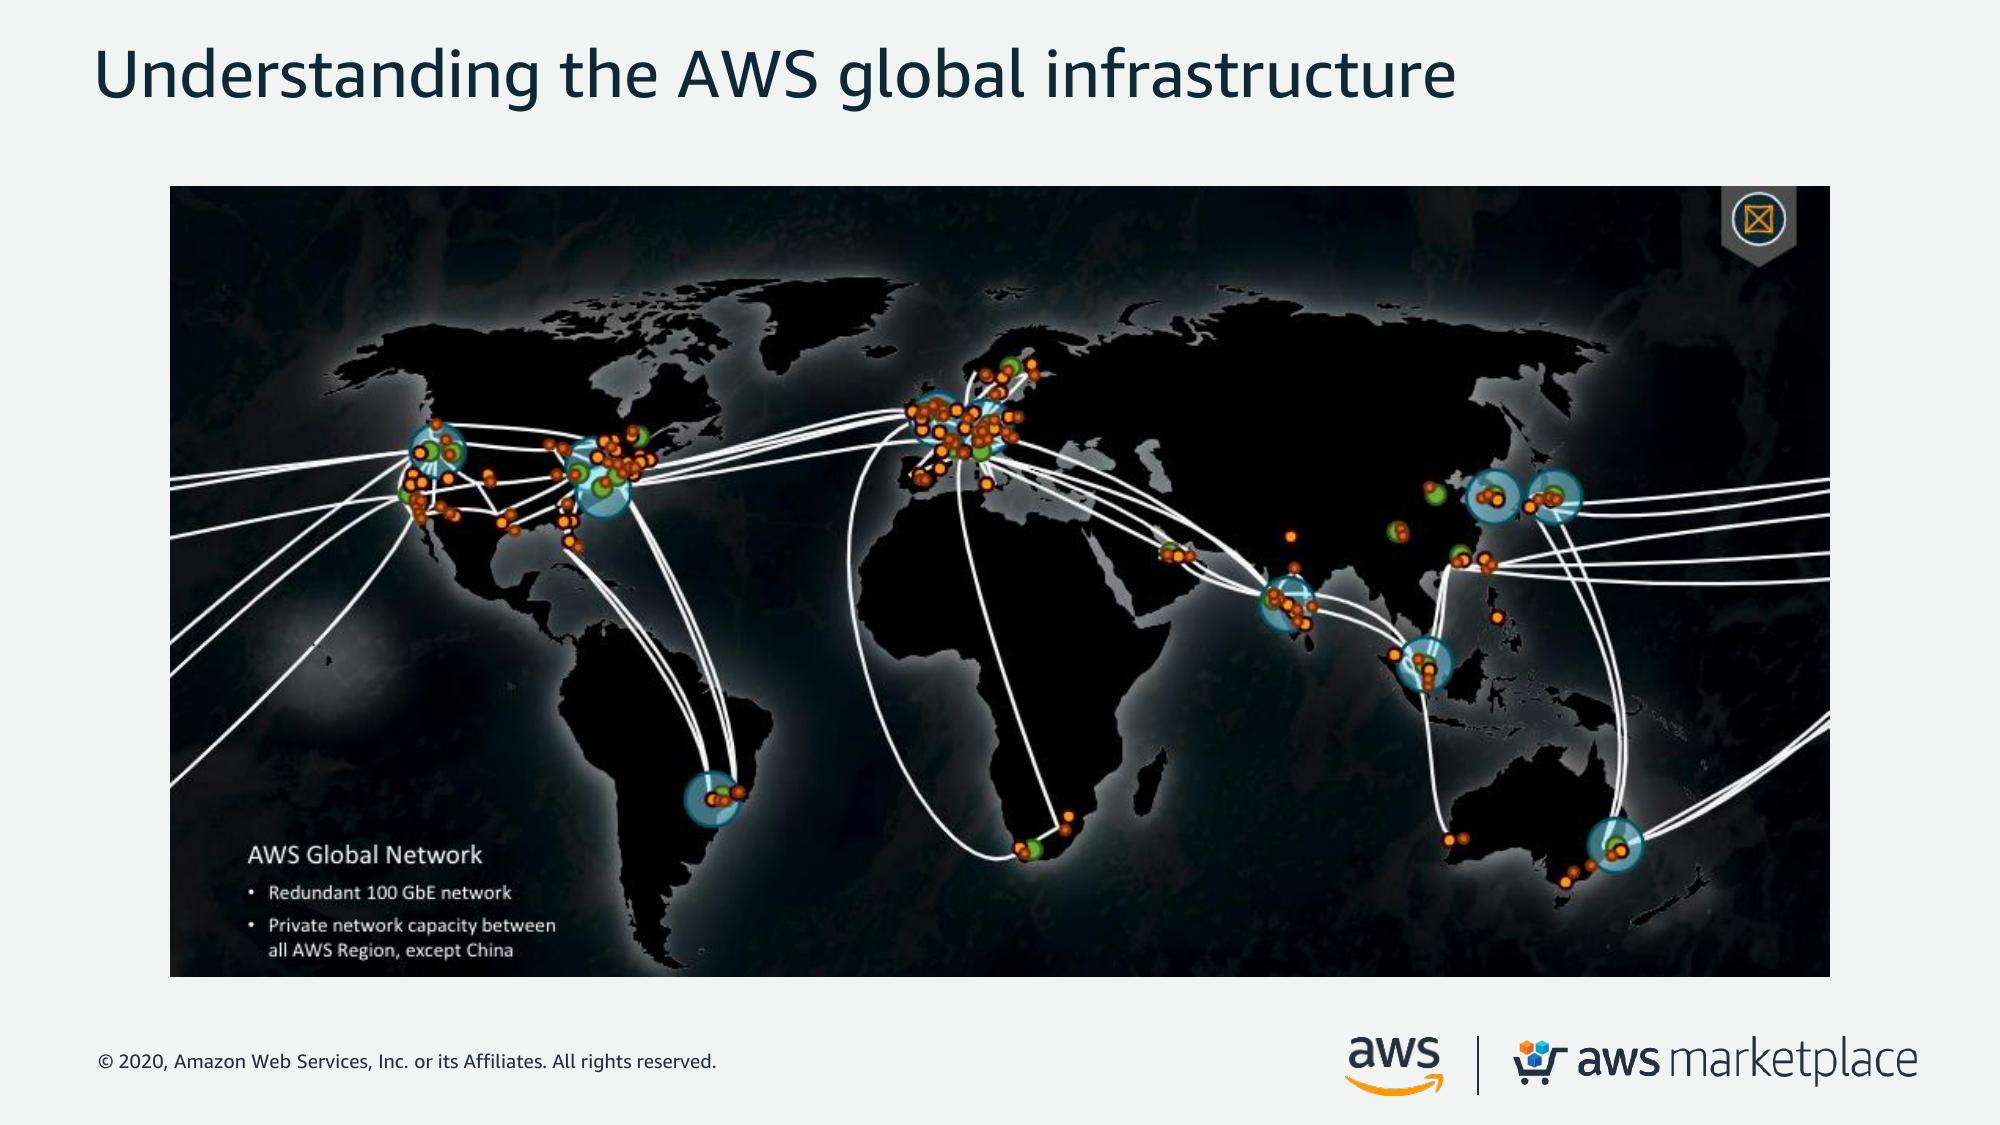 Understanding the AWS global infrastructure
AWS Global Network
• Redundant 100 GbE network
• Private network capacity between
all AWS Region, except China
© 2020, Amazon Web Services, Inc. or its Affiliates. All rights reserved.
aws
aws marketplace